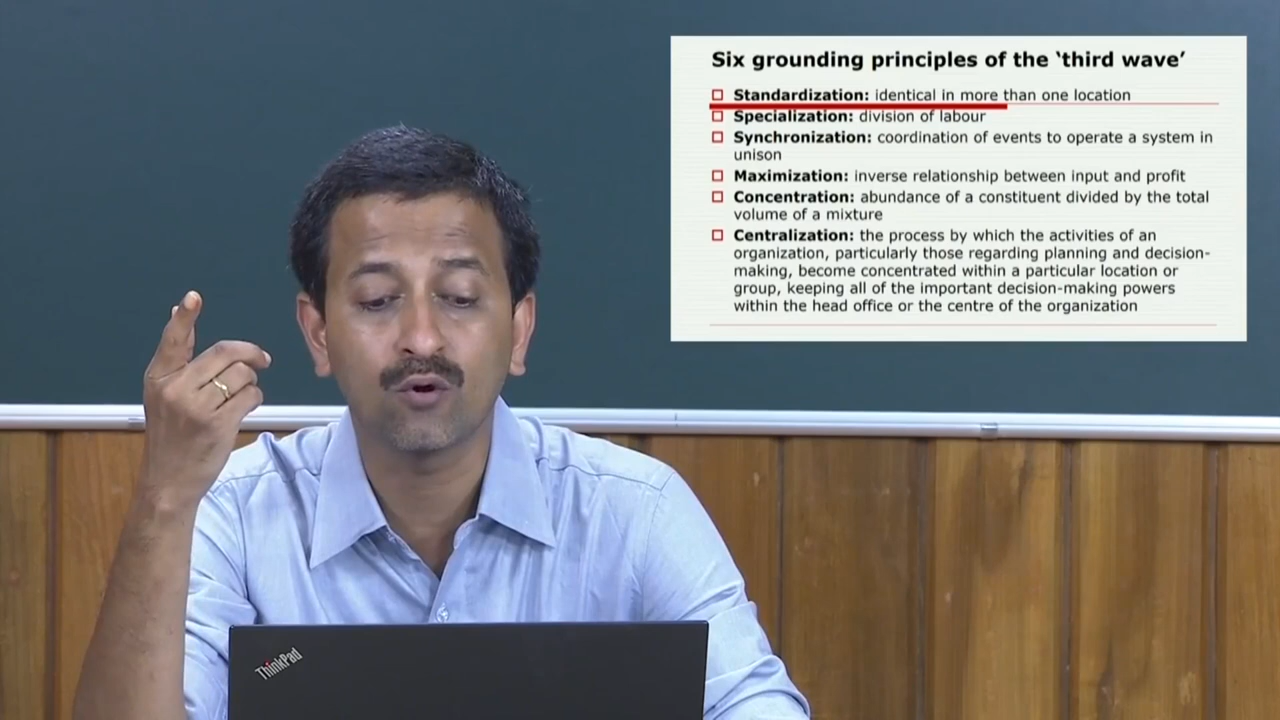 Six grounding principles of the ‘third wave’
Standardization: identical in more than one location
Specialization: division of labour
Synchronization: coordination of events to operate a system in
unison
Maximization: inverse relationship between input and profit
Concentration: abundance of a constituent divided by the total
volume of a mixture
Centralization: the process by which the activities of an
organization, particularly those regarding planning and decision-
making, become concentrated within a particular location or
group, keeping all of the important decision-making powers
within the head office or the centre of the organization
ThinkPad